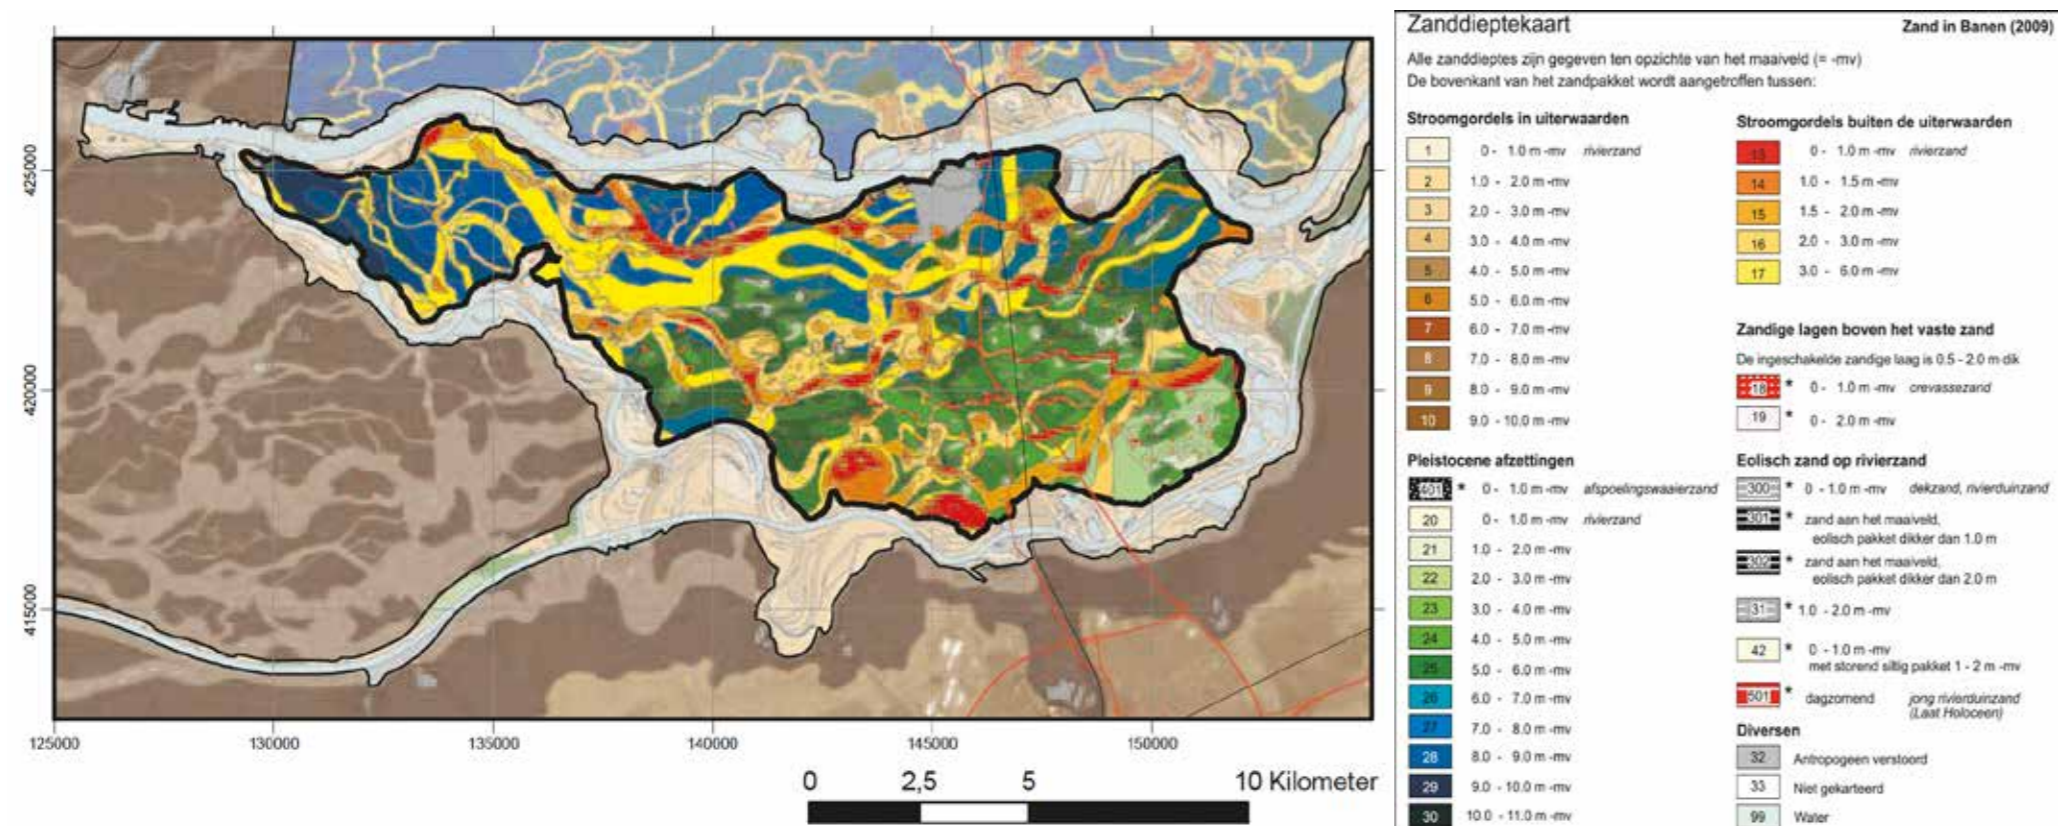 425000
420000
415000
125000
130000
135000
140000
145000
150000
0
2,5
5
10 Kilometer
Zanddieptekaart
Zand in Banen (2009)
Alle zanddieptes zijn gegeven ten opzichte van het maaiveld (= -mv)
De bovenkant van het zandpakket wordt aangetroffen tussen:
Stroomgordels in uiterwaarden
1 0 - 1.0 m -mv rivierzand
2 1.0 - 2.0 m -mv
3 2.0 - 3.0 m -mv
4 3.0 - 4.0 m -mv
5 4.0 - 5.0 m -mv
6 5.0 - 6.0 m -mv
7 6.0 - 7.0 m -mv
8 7.0 - 8.0 m -mv
9 8.0 - 9.0 m -mv
10 9.0 - 10.0 m -mv
Pleistocene afzettingen
401 * 0 - 1.0 m -mv afspoelingswaaierzand
20 0 - 1.0 m -mv rivierzand
21 1.0 - 2.0 m -mv
22 2.0 - 3.0 m -mv
23 3.0 - 4.0 m -mv
24 4.0 - 5.0 m -mv
25 5.0 - 6.0 m -mv
26 6.0 - 7.0 m -mv
27 7.0 - 8.0 m -mv
28 8.0 - 9.0 m -mv
29 9.0 - 10.0 m -mv
30 10.0 - 11.0 m -mv
Stroomgordels buiten de uiterwaarden
13 0 - 1.0 m -mv rivierzand
14 1.0 - 1.5 m -mv
15 1.5 - 2.0 m -mv
16 2.0 - 3.0 m -mv
17 3.0 - 6.0 m -mv
Zandige lagen boven het vaste zand
De ingeschakelde zandige laag is 0.5 - 2.0 m dik
18 * 0 - 1.0 m -mv crevassezand
19 * 0 - 2.0 m -mv
Eolisch zand op rivierzand
300 * 0 - 1.0 m -mv dekzand, rivierduinzand
301 * zand aan het maaiveld,
eolisch pakket dikker dan 1.0 m
302 * zand aan het maaiveld,
eolisch pakket dikker dan 2.0 m
31 * 1.0 - 2.0 m -mv
42 * 0 - 1.0 m -mv
met storend siltig pakket 1 - 2 m -mv
501 * dagzomend jong rivierduinzand
(Laat Holoceen)
Diversen
32 Antropogeen verstoord
33 Niet gekarteerd
99 Water